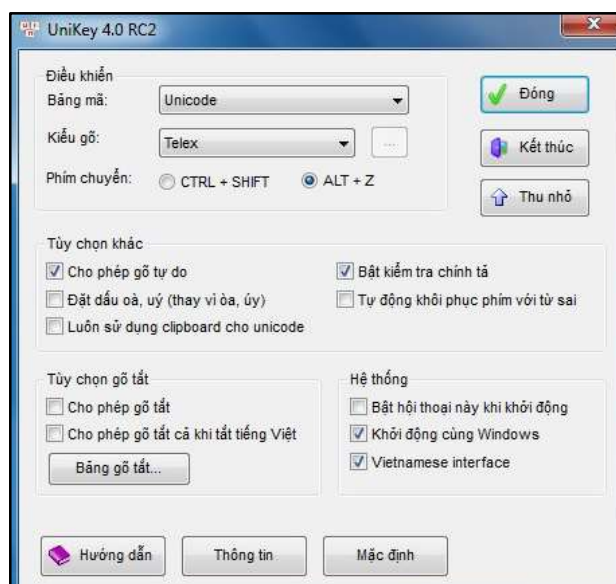 UniKey 4.0 RC2
Điều khiển
Bảng mã: Unicode
Đóng
Kiểu gõ: Telex ...
Kết thúc
Phím chuyển: CTRL + SHIFT ALT + Z
Thu nhỏ
Tùy chọn khác
Cho phép gõ tự do
Bật kiểm tra chính tả
Đặt dấu oà, uý (thay vì òa, úy)
Tự động khôi phục phím với từ sai
Luôn sử dụng clipboard cho unicode
Tùy chọn gõ tắt
Cho phép gõ tắt
Cho phép gõ tắt cả khi tắt tiếng Việt
Bảng gõ tắt...
Hệ thống
Bật hội thoại này khi khởi động
Khởi động cùng Windows
Vietnamese interface
Hướng dẫn
Thông tin
Mặc định